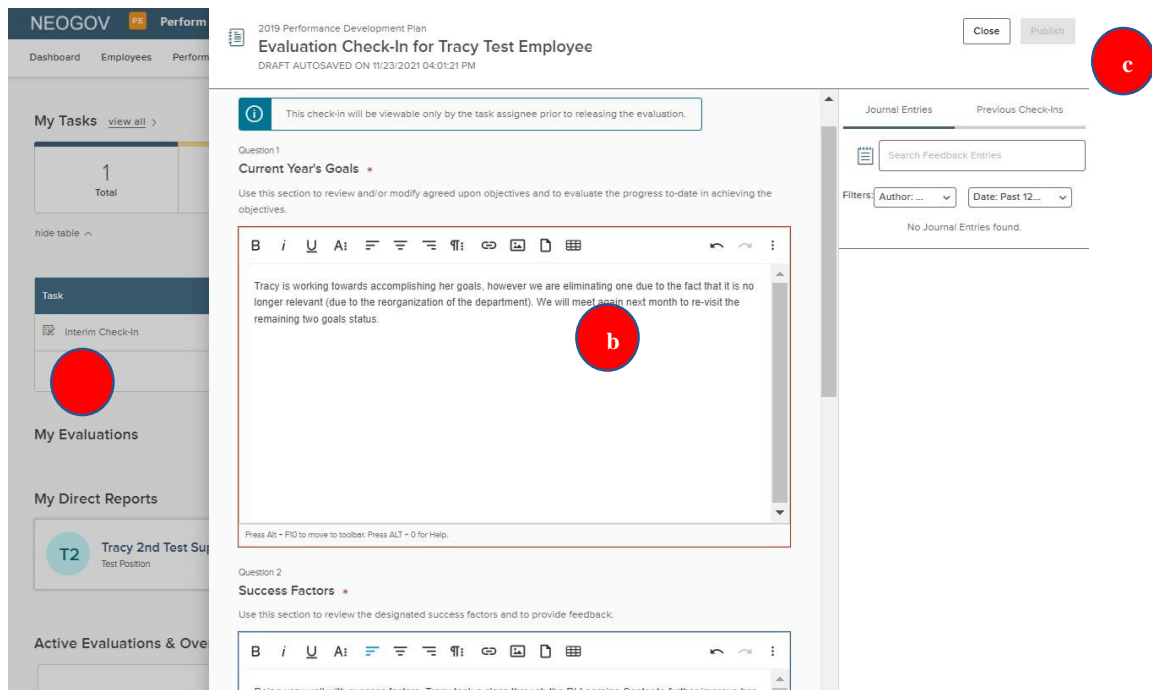 NEOGOV PE Perform
Dashboard Employees Perform
My Tasks view all >
1
Total
hide table
Task
Interim Check-In
My Evaluations
My Direct Reports
T2
Tracy 2nd Test Su
Test Position
Active Evaluations & Ove
2019 Performance Development Plan
Evaluation Check-In for Tracy Test Employee
DRAFT AUTOSAVED ON 11/23/2021 04:01:21 PM
Close Publish
c
This check-in will be viewable only by the task assignee prior to releasing the evaluation.
Question 1
Current Year's Goals *
Use this section to review and/or modify agreed upon objectives and to evaluate the progress to-date in achieving the
objectives.
B i U A
Tracy is working towards accomplishing her goals, however we are eliminating one due to the fact that it is no
longer relevant (due to the reorganization of the department). We will meet again next month to re-visit the
remaining two goals status.
b
Press Alt + F10 to move to toolbar. Press ALT + 0 for Help.
Question 2
Success Factors *
Use this section to review the designated success factors and to provide feedback.
B i U A
Journal Entries Previous Check-Ins
Search Feedback Entries
Filters: Author: ... Date: Past 12...
No Journal Entries found.